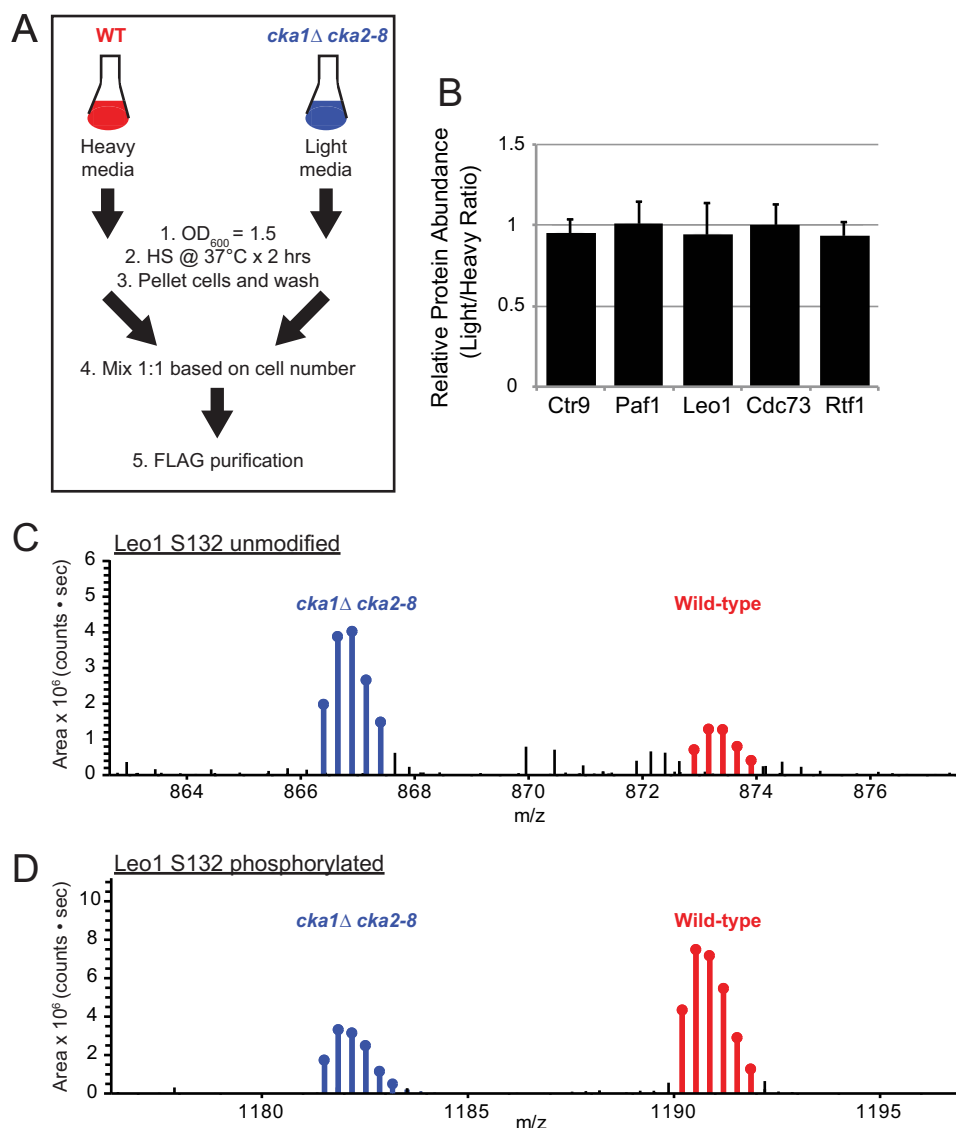 A
WT
cka1Δ cka2-8
Heavy media
Light media
1. OD600 = 1.5
2. HS @ 37°C x 2 hrs
3. Pellet cells and wash
4. Mix 1:1 based on cell number
5. FLAG purification
B
Relative Protein Abundance
(Light/Heavy Ratio)
1.5
1
0.5
0
Ctr9 Paf1 Leo1 Cdc73 Rtf1
C
Leo1 S132 unmodified
cka1Δ cka2-8
Wild-type
Area x 10⁶ (counts • sec)
6
5
4
3
2
1
0
864 866 868 870 872 874 876
m/z
D
Leo1 S132 phosphorylated
cka1Δ cka2-8
Wild-type
Area x 10⁶ (counts • sec)
10
8
6
4
2
0
1180 1185 1190 1195
m/z